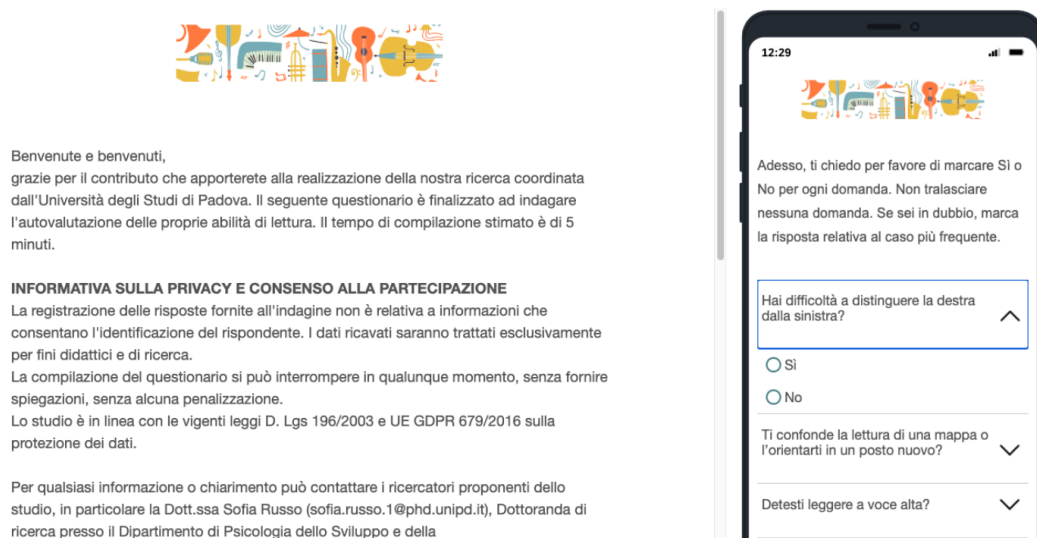 Benvenute e benvenuti,
grazie per il contributo che apporterete alla realizzazione della nostra ricerca coordinata
dall'Università degli Studi di Padova. Il seguente questionario è finalizzato ad indagare
l'autovalutazione delle proprie abilità di lettura. Il tempo di compilazione stimato è di 5
minuti.
INFORMATIVA SULLA PRIVACY E CONSENSO ALLA PARTECIPAZIONE
La registrazione delle risposte fornite all'indagine non è relativa a informazioni che
consentano l'identificazione del rispondente. I dati ricavati saranno trattati esclusivamente
per fini didattici e di ricerca.
La compilazione del questionario si può interrompere in qualunque momento, senza fornire
spiegazioni, senza alcuna penalizzazione.
Lo studio è in linea con le vigenti leggi D. Lgs 196/2003 e UE GDPR 679/2016 sulla
protezione dei dati.
Per qualsiasi informazione o chiarimento può contattare i ricercatori proponenti dello
studio, in particolare la Dott.ssa Sofia Russo (sofia.russo.1@phd.unipd.it), Dottoranda di
ricerca presso il Dipartimento di Psicologia dello Sviluppo e della
12:29
Adesso, ti chiedo per favore di marcare Sì o
No per ogni domanda. Non tralasciare
nessuna domanda. Se sei in dubbio, marca
la risposta relativa al caso più frequente.
Hai difficoltà a distinguere la destra
dalla sinistra?
Sì
No
Ti confonde la lettura di una mappa o
l'orientarti in un posto nuovo?
Detesti leggere a voce alta?